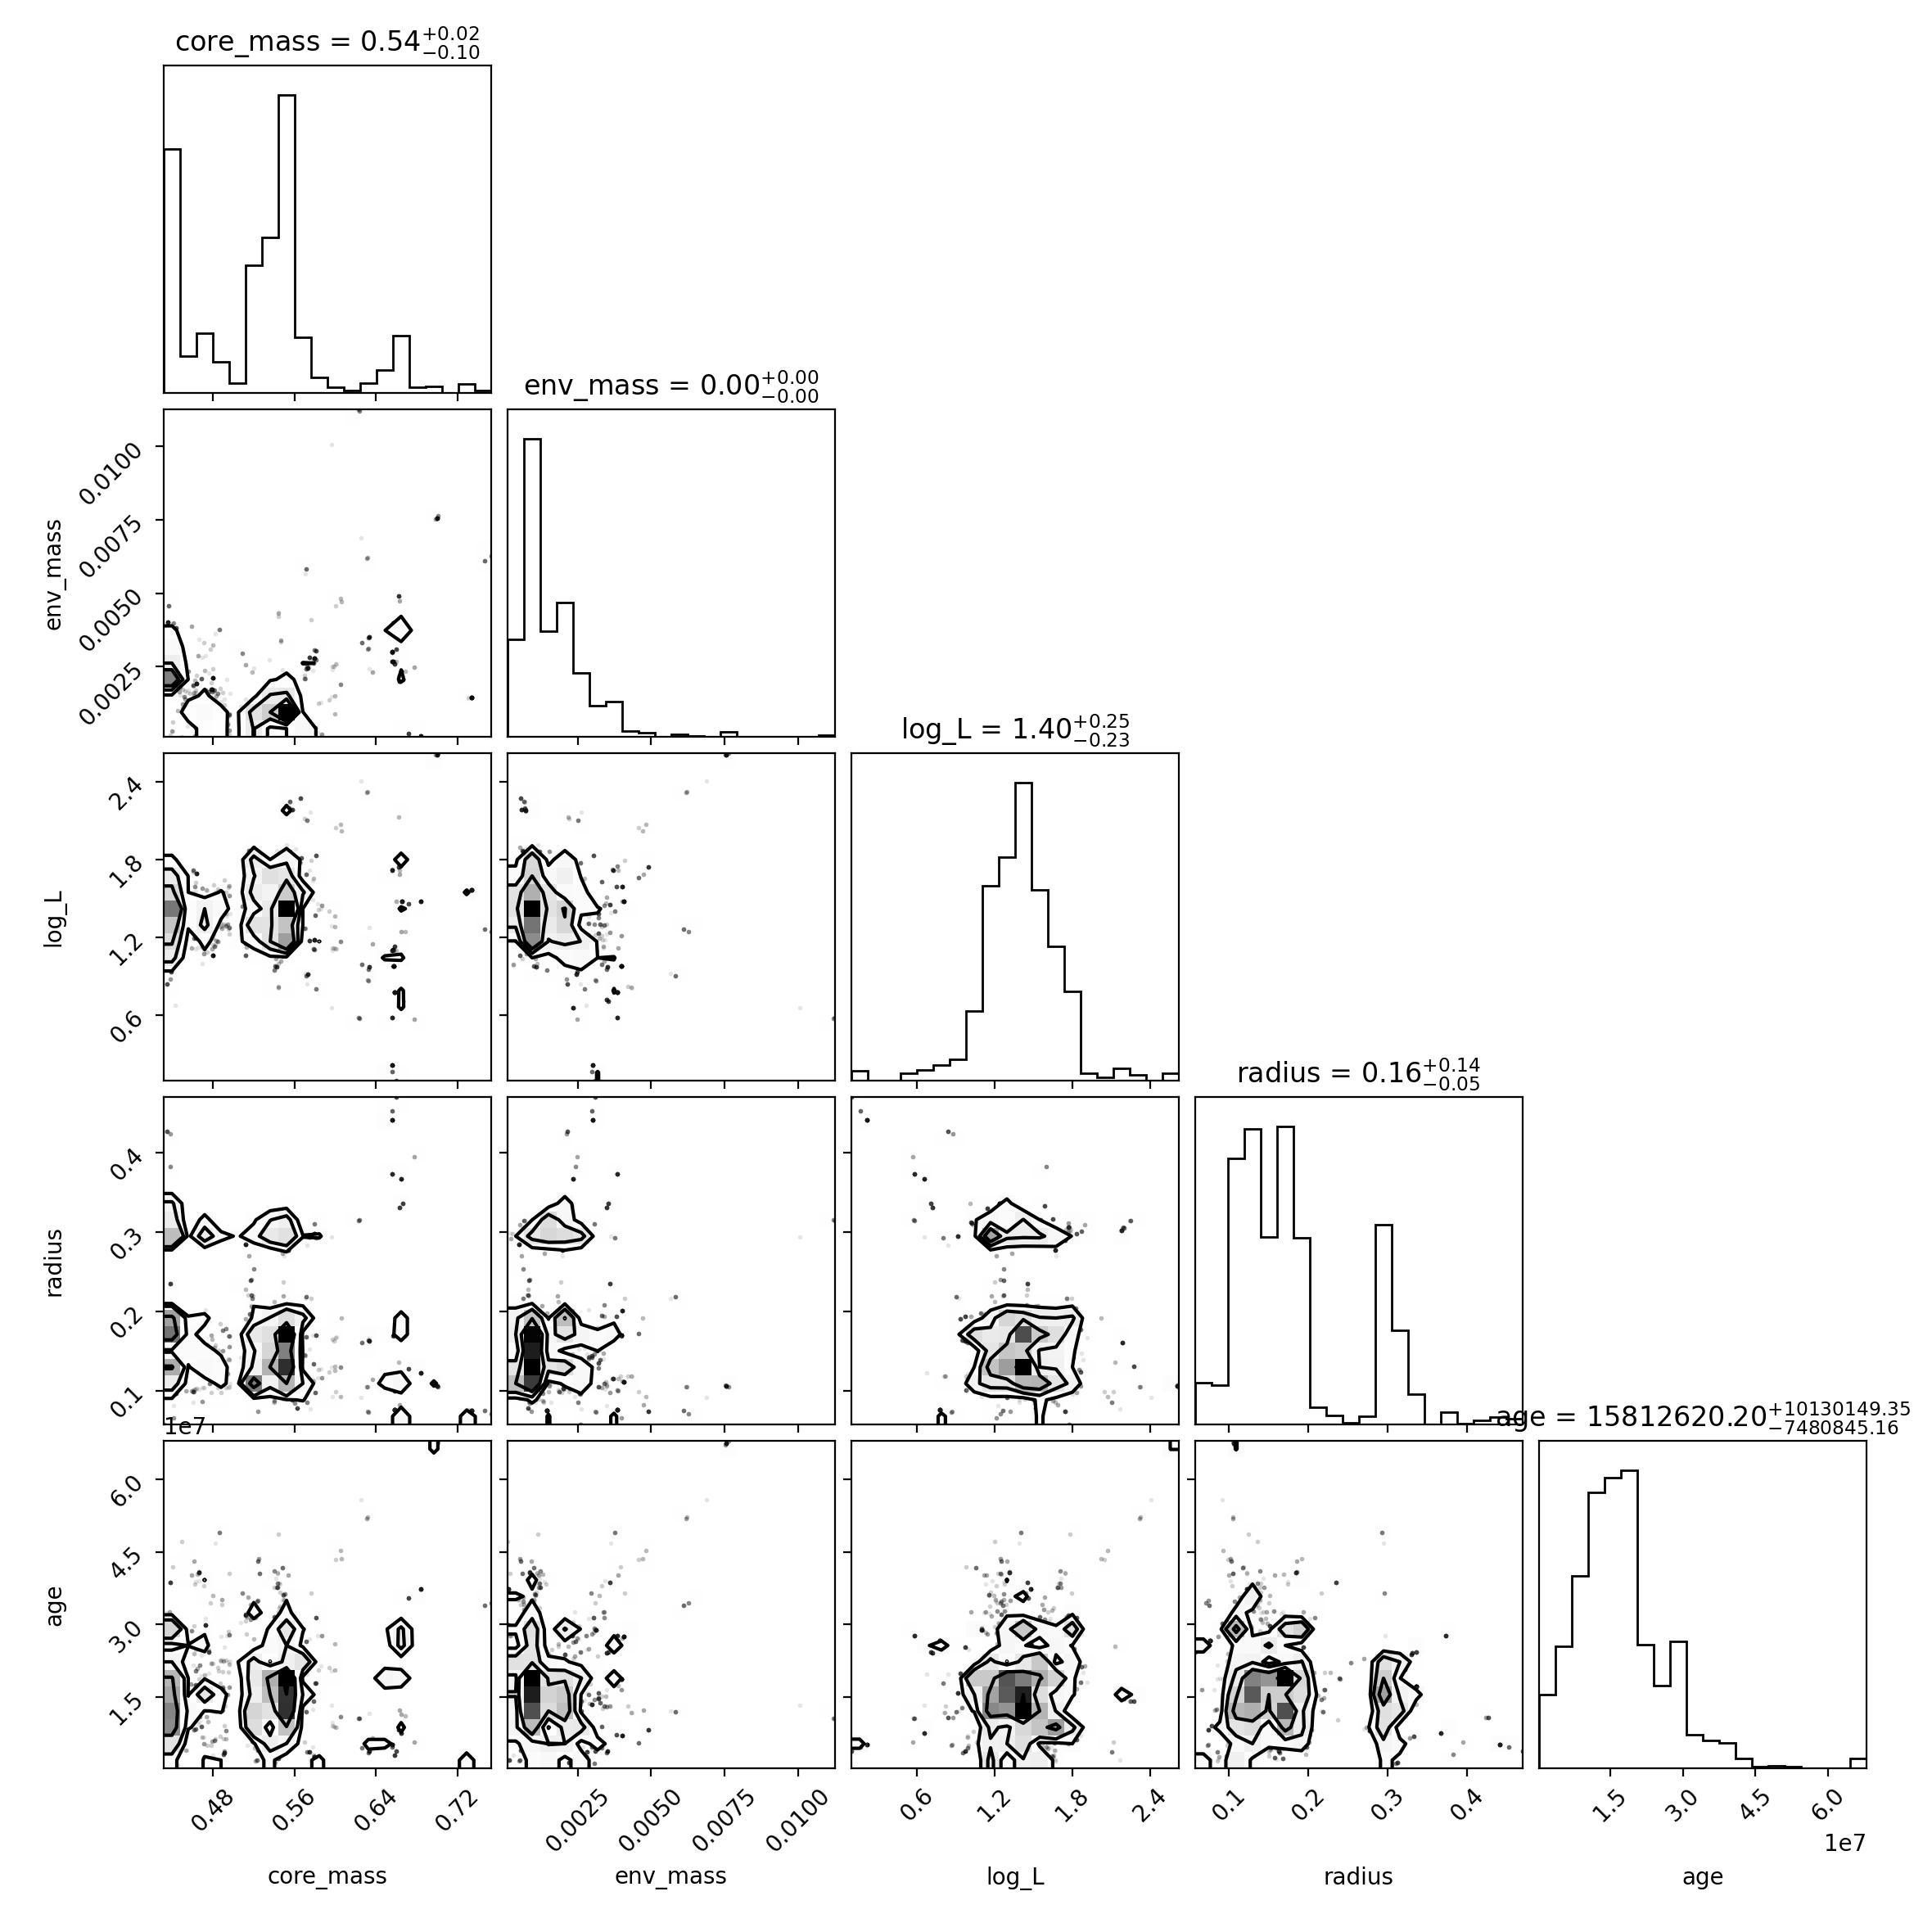 core_mass = 0.54 +0.02 −0.10
env_mass = 0.00 +0.00 −0.00
0.0100
0.0075
0.0050
0.0025
env_mass
log_L = 1.40 +0.25 −0.23
2.4
1.8
1.2
0.6
log_L
radius = 0.16 +0.14 −0.05
0.4
0.3
0.2
0.1
radius
1e7
age = 15812620.20 +10130149.35 −7480845.16
6.0
4.5
3.0
1.5
age
0.48 0.56 0.64 0.72 0.0025 0.0050 0.0075 0.0100 0.6 1.2 1.8 2.4 0.1 0.2 0.3 0.4 1.5 3.0 4.5 6.0
1e7
core_mass env_mass log_L radius age